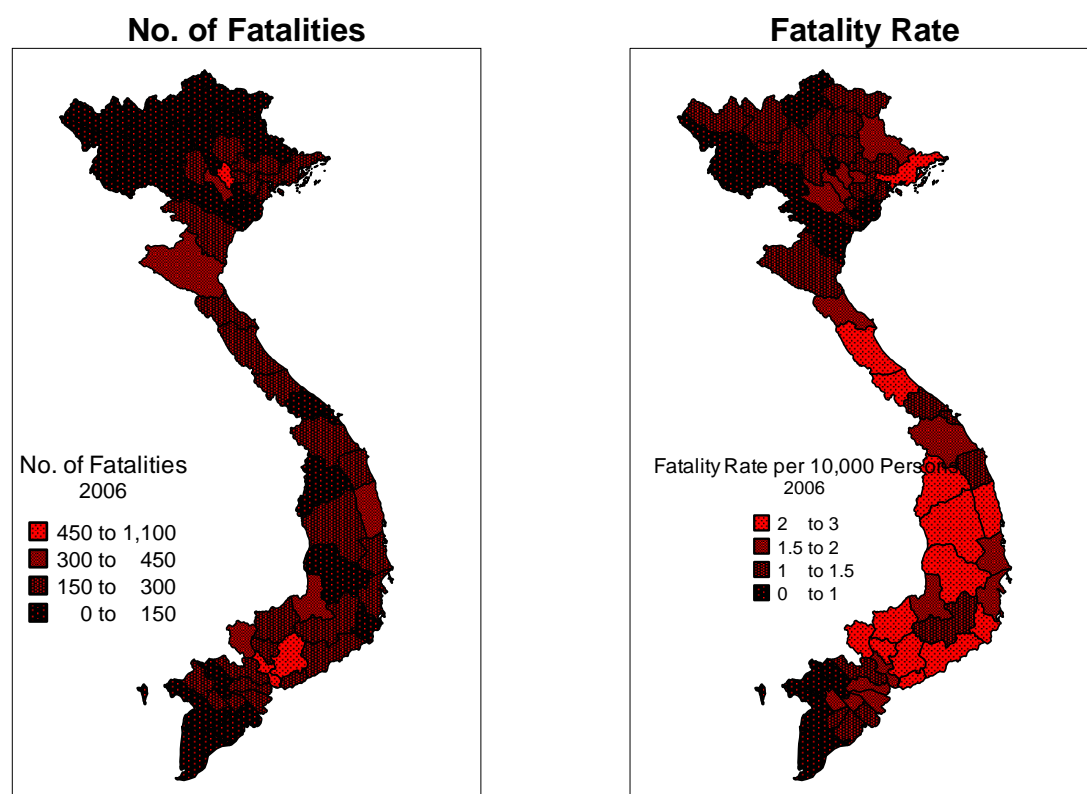 No. of Fatalities
No. of Fatalities
2006
450 to 1,100
300 to 450
150 to 300
0 to 150
Fatality Rate
Fatality Rate per 10,000 Persons
2006
2 to 3
1.5 to 2
1 to 1.5
0 to 1